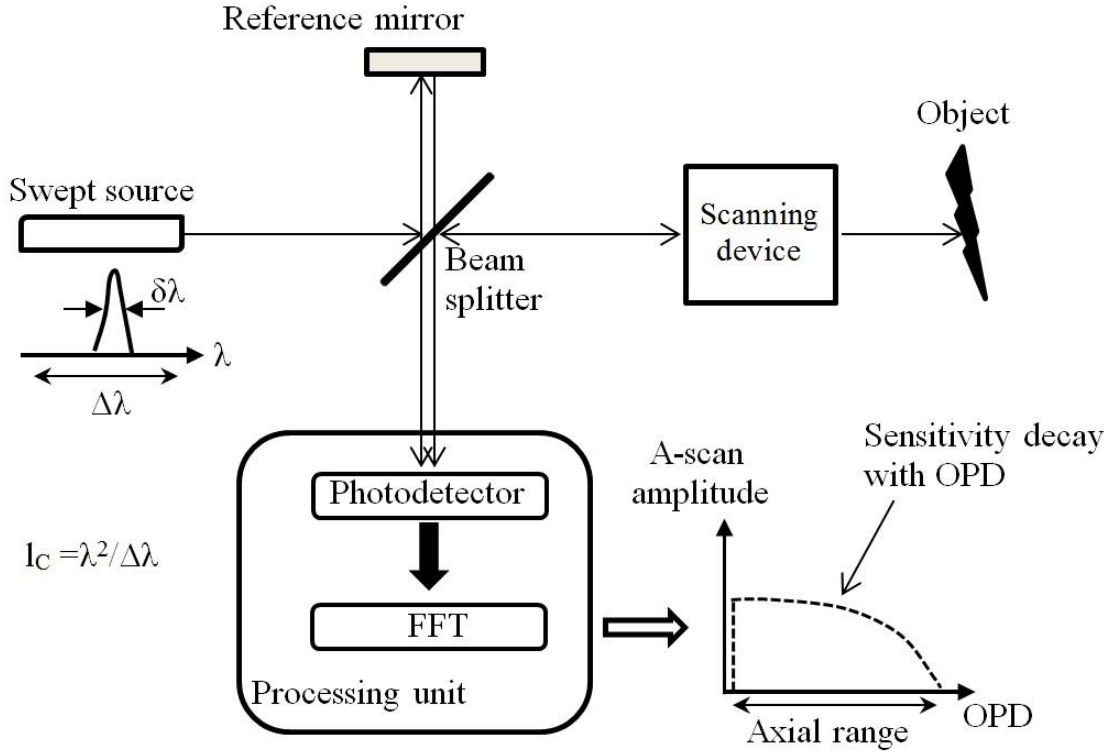 Reference mirror
Object
Swept source
Scanning
device
Beam
splitter
δλ
λ
Δλ
Sensitivity decay
with OPD
A-scan
amplitude
Photodetector
l_C =λ²/Δλ
FFT
Processing unit
OPD
Axial range